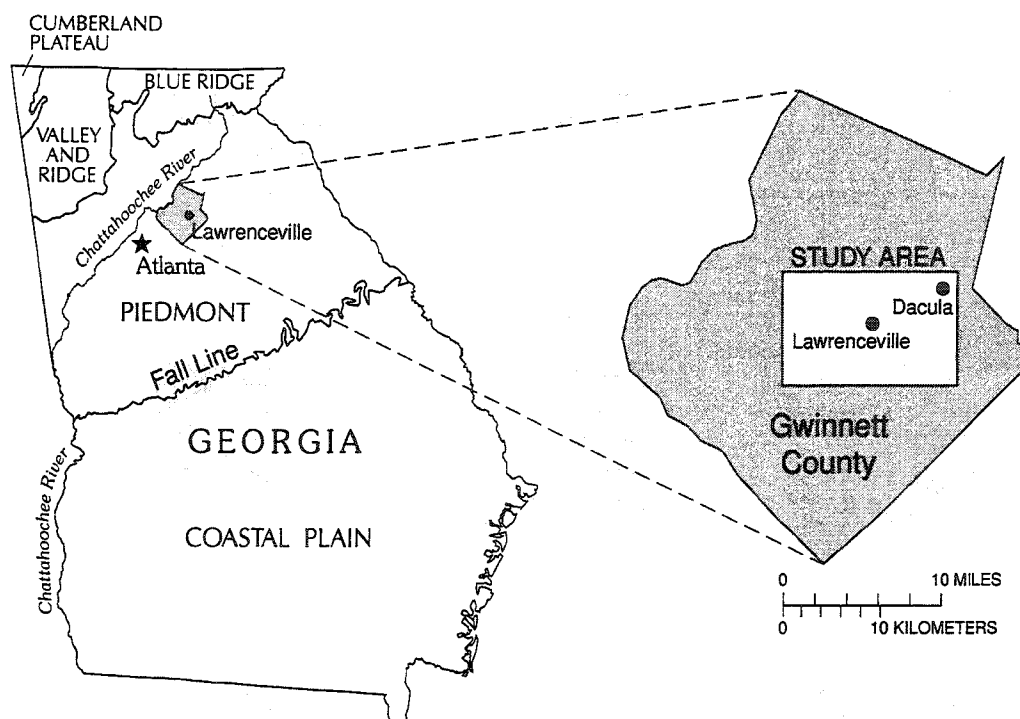 CUMBERLAND
PLATEAU
BLUE RIDGE
VALLEY
AND
RIDGE
Chattahoochee River
Lawrenceville
Atlanta
PIEDMONT
Fall Line
GEORGIA
COASTAL PLAIN
Chattahoochee River
STUDY AREA
Dacula
Lawrenceville
Gwinnett
County
0 10 MILES
0 10 KILOMETERS